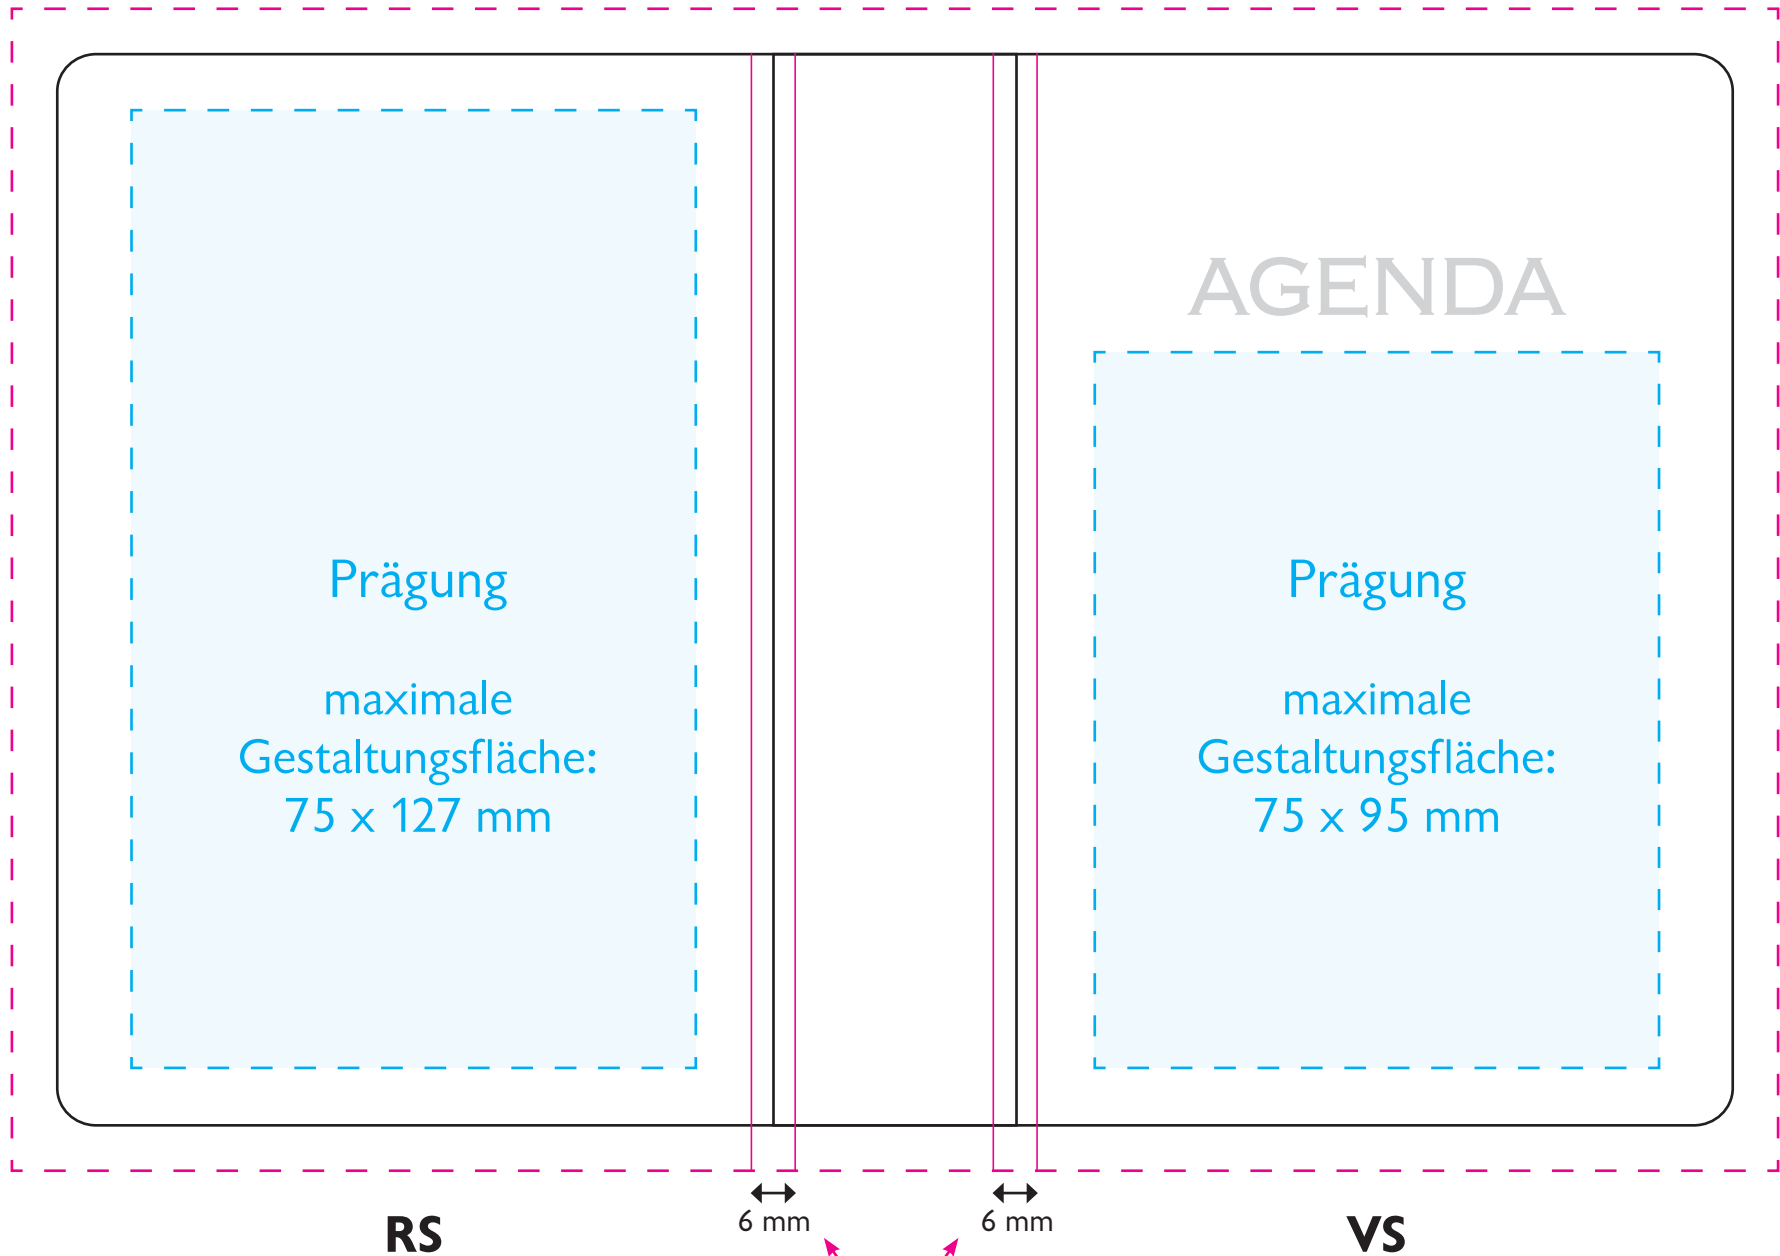 AGENDA
Prägung
maximale
Gestaltungsfläche:
75 x 127 mm
Prägung
maximale
Gestaltungsfläche:
75 x 95 mm
6 mm
6 mm
RS
VS